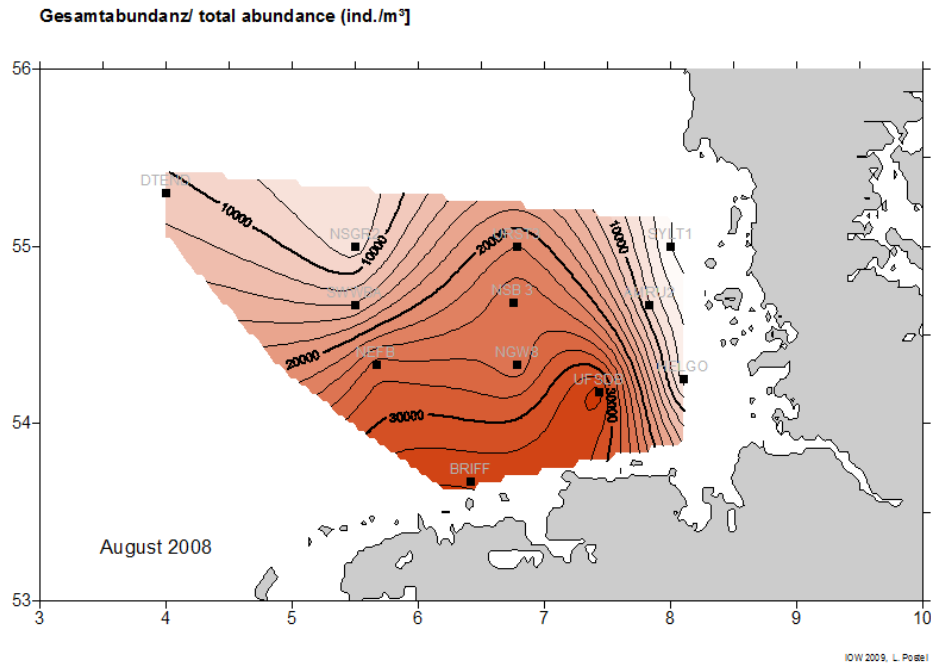 Gesamtabundanz/ total abundance (ind./m³]
56
DTEND
10000
10000
10000
NSGR2
SYLT1
55
20000
NSB 3
AMRU2
20000
NEFB
NGW8
HELGO
UFSDB
30000
30000
54
BRIFF
August 2008
53
3
4
5
6
7
8
9
10
IOW 2009, L. Postel